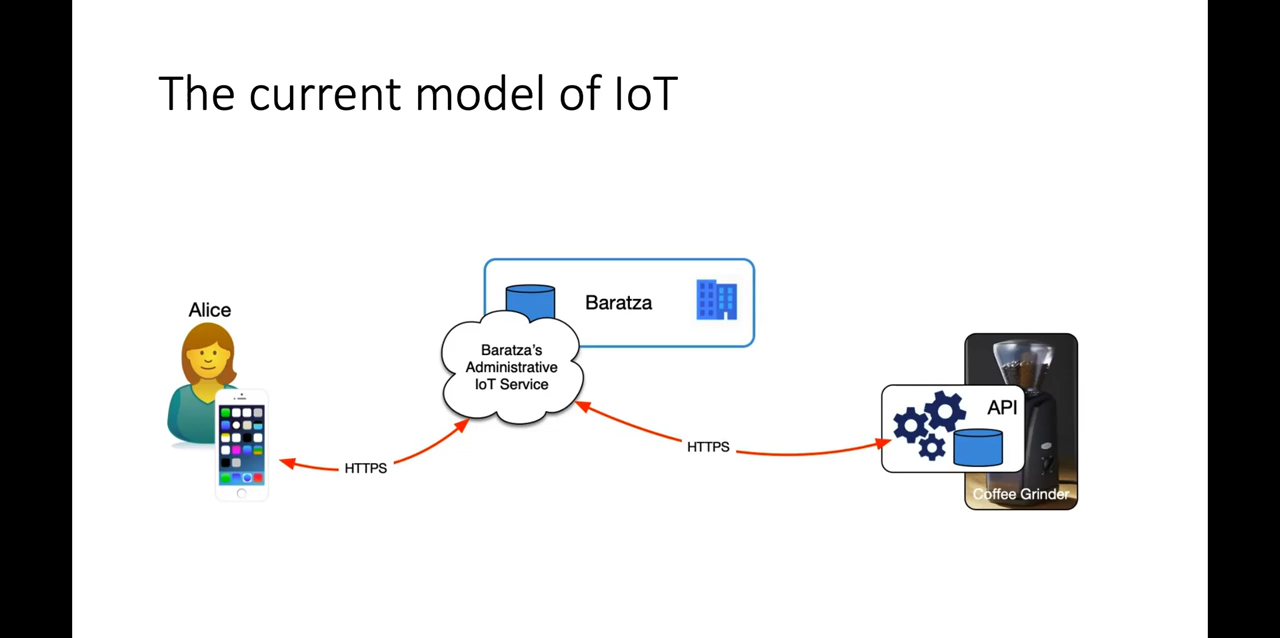 The current model of IoT
Alice
Baratza
Baratza's
Administrative
IoT Service
API
HTTPS
HTTPS
Coffee Grinder